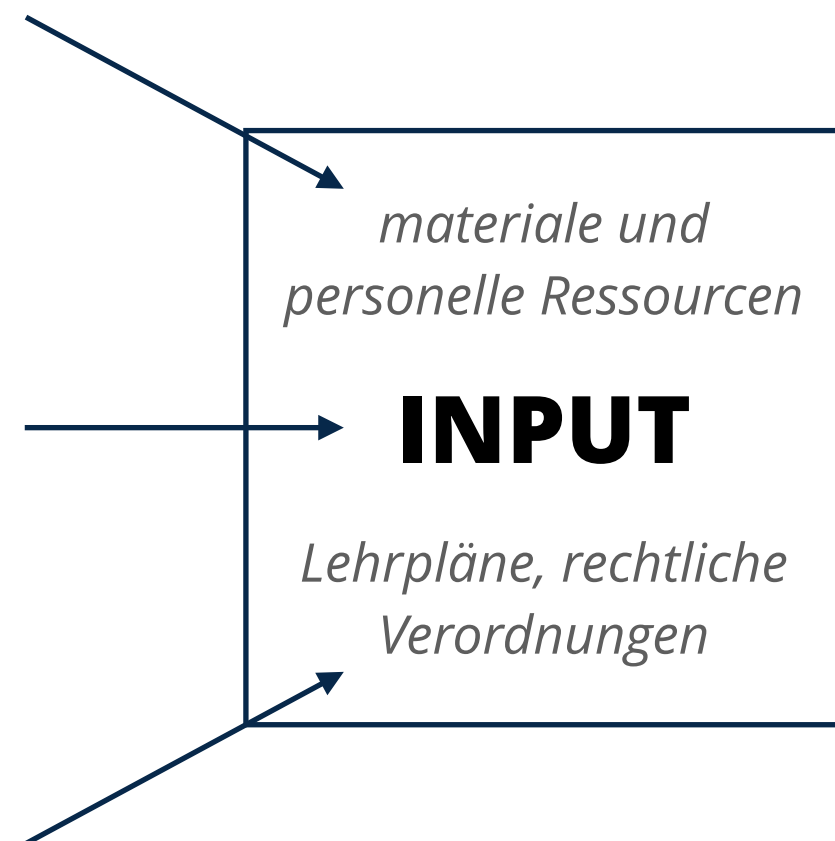 materiale und
personelle Ressourcen
INPUT
Lehrpläne, rechtliche
Verordnungen